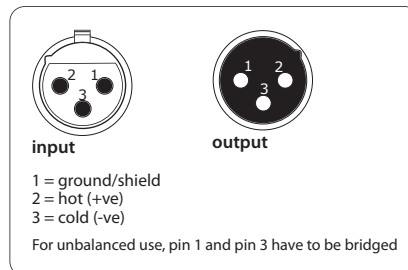 2 1
3
input
1 2
3
output
1 = ground/shield
2 = hot (+ve)
3 = cold (-ve)
For unbalanced use, pin 1 and pin 3 have to be bridged